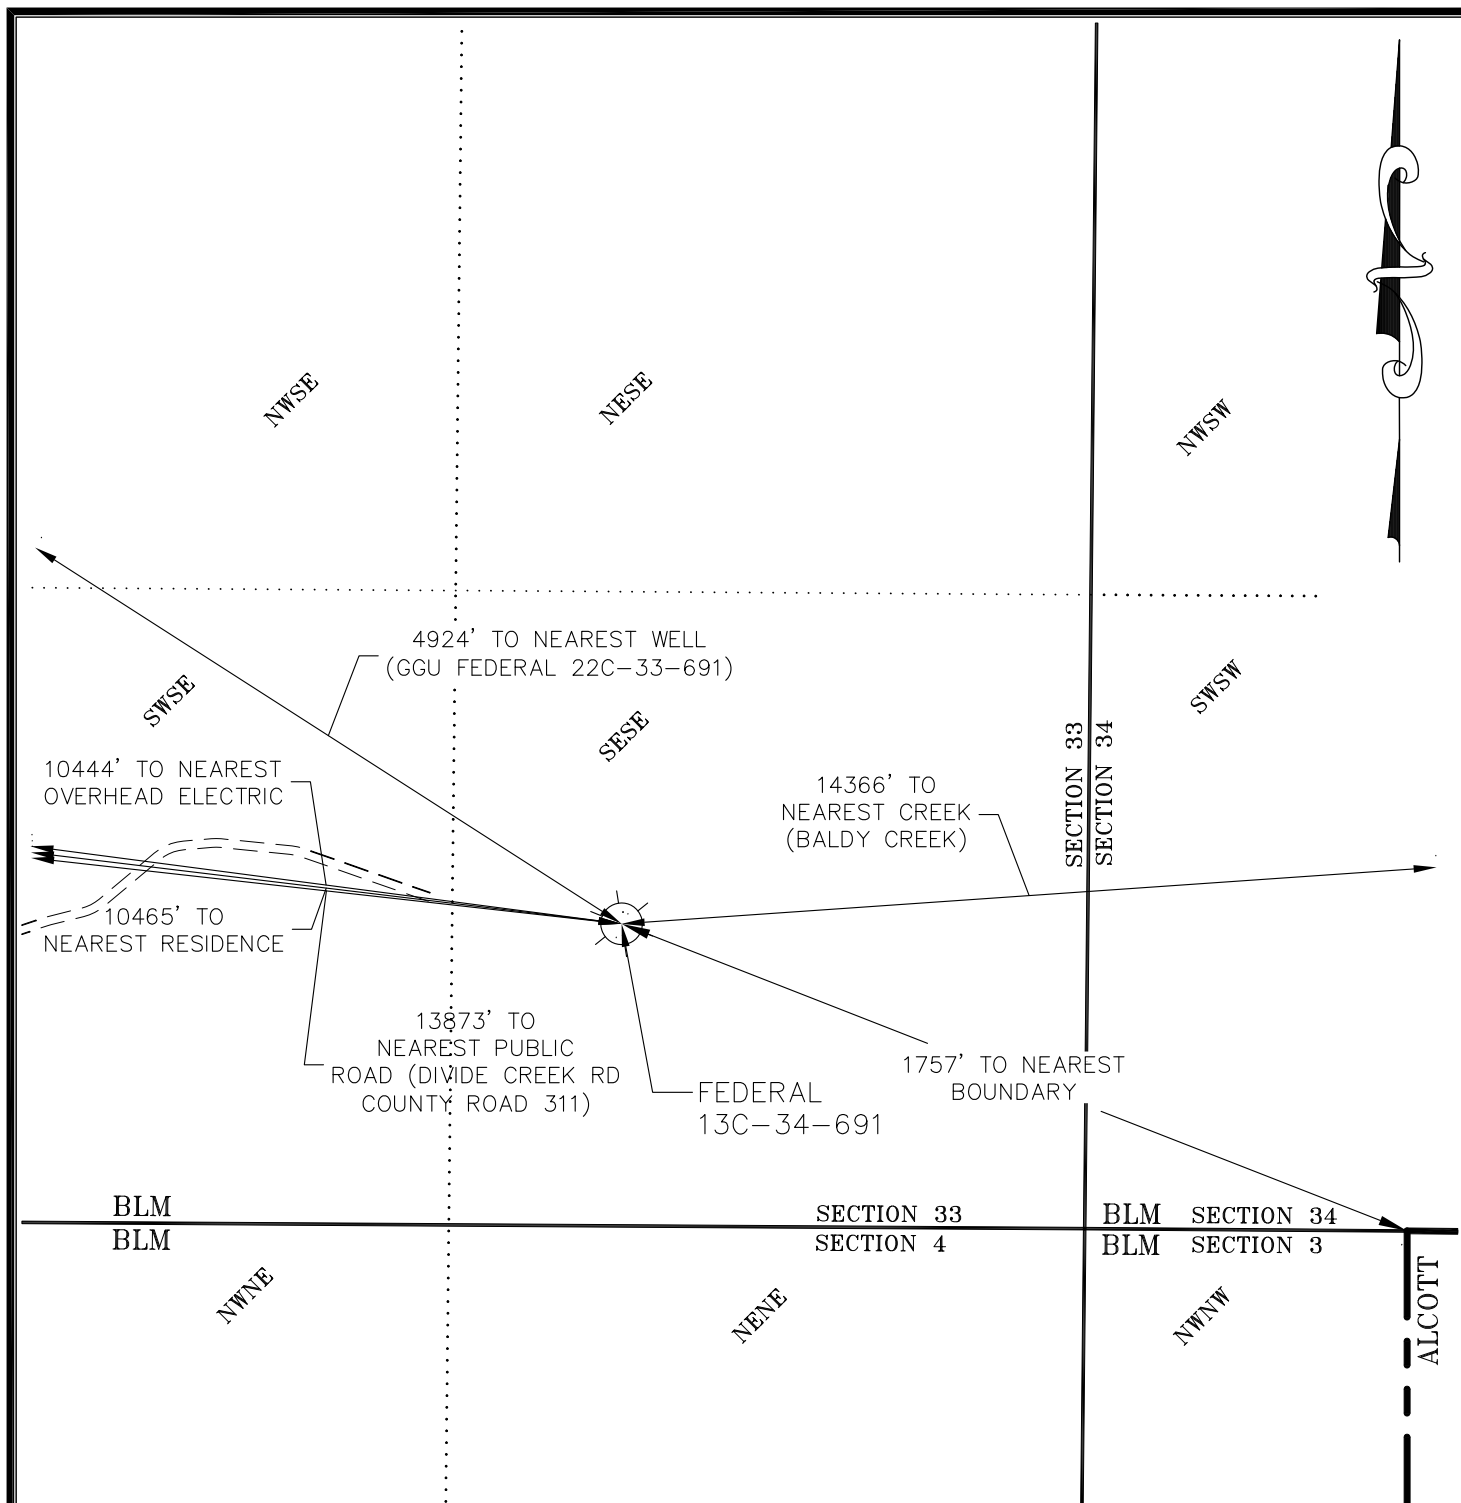 NWSE
NESE
NWSW
4924' TO NEAREST WELL
(GGU FEDERAL 22C-33-691)
SWSE
SESE
SWSW
10444' TO NEAREST
OVERHEAD ELECTRIC
14366' TO
NEAREST CREEK
(BALDY CREEK)
SECTION 33
SECTION 34
10465' TO
NEAREST RESIDENCE
13873' TO
NEAREST PUBLIC
ROAD (DIVIDE CREEK RD
COUNTY ROAD 311)
FEDERAL
13C-34-691
1757' TO NEAREST
BOUNDARY
BLM
BLM
SECTION 33
SECTION 4
BLM SECTION 34
BLM SECTION 3
NWNE
NENE
NWNW
ALCOTT